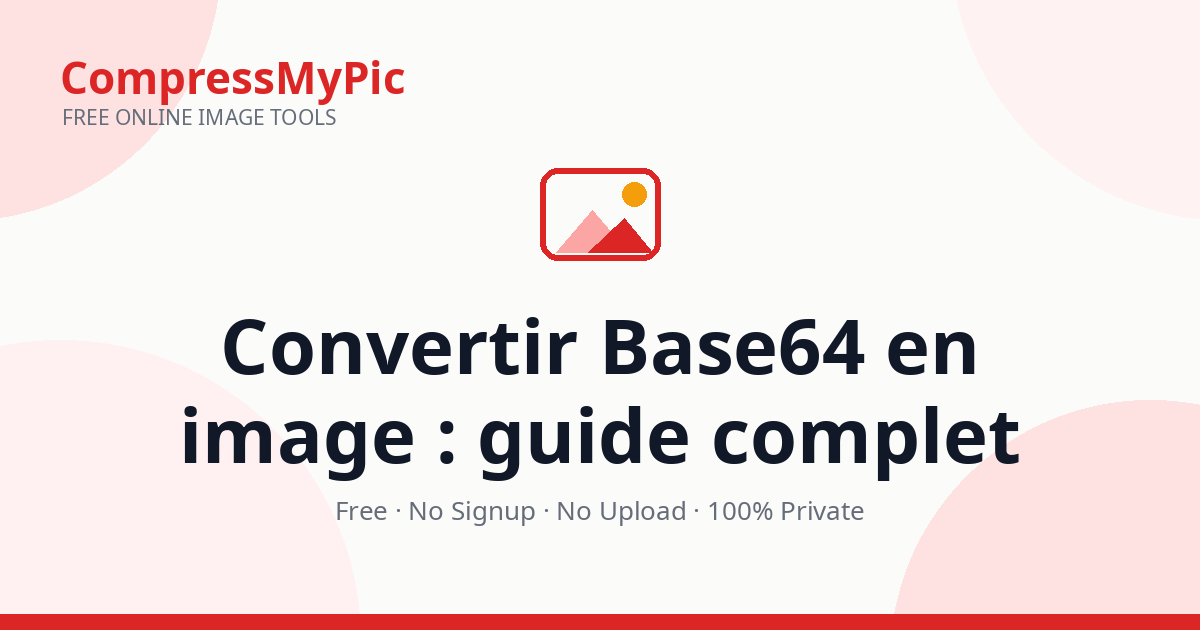 CompressMyPic
FREE ONLINE IMAGE TOOLS
Convertir Base64 en
image : guide complet
Free · No Signup · No Upload · 100% Private